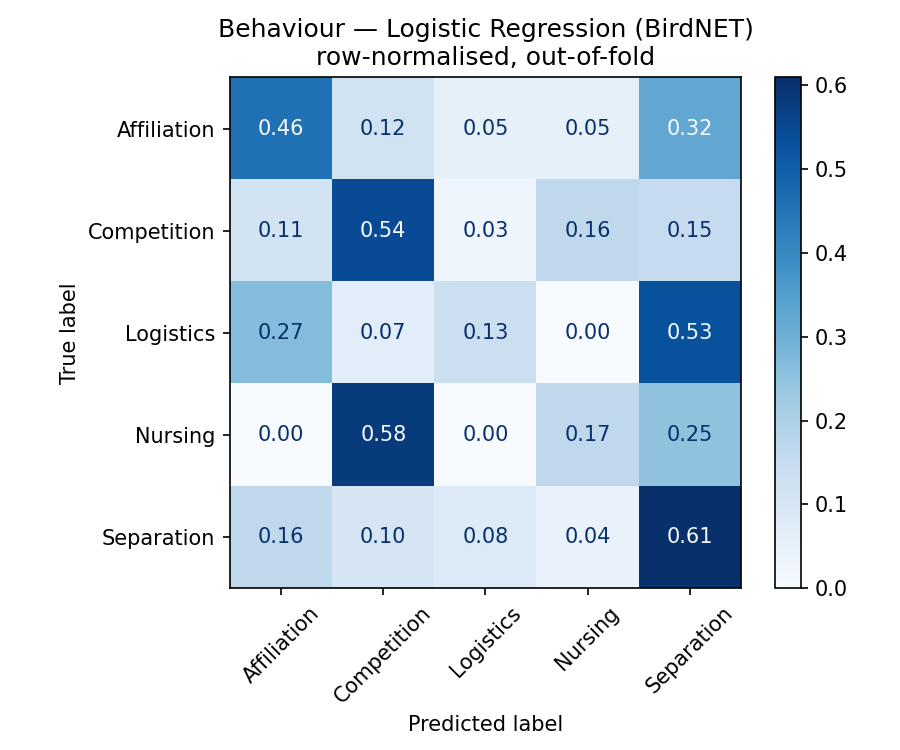 Behaviour — Logistic Regression (BirdNET)
row-normalised, out-of-fold
True label
Affiliation 0.46 0.12 0.05 0.05 0.32
Competition 0.11 0.54 0.03 0.16 0.15
Logistics 0.27 0.07 0.13 0.00 0.53
Nursing 0.00 0.58 0.00 0.17 0.25
Separation 0.16 0.10 0.08 0.04 0.61
Affiliation Competition Logistics Nursing Separation
Predicted label
0.6
0.5
0.4
0.3
0.2
0.1
0.0